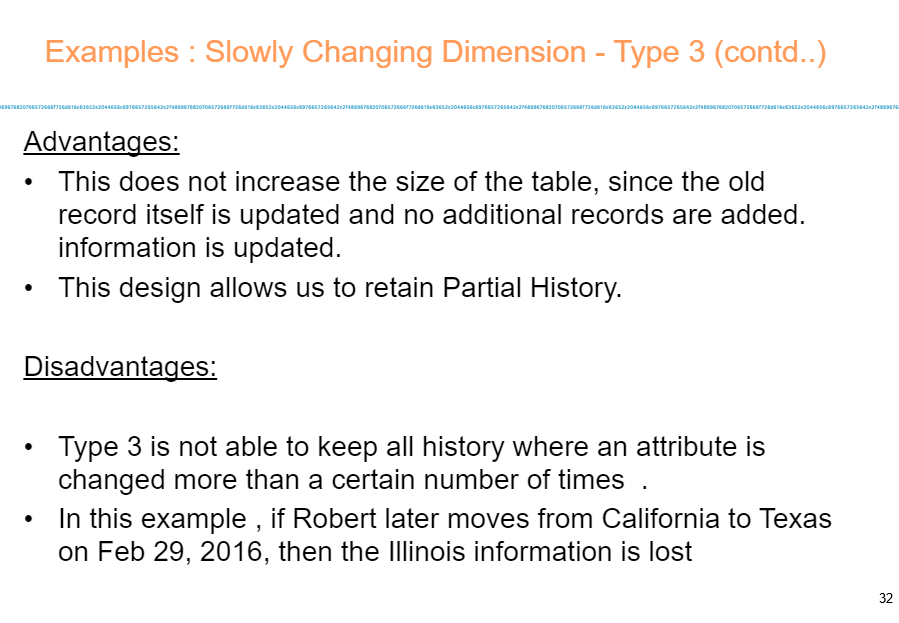 Examples : Slowly Changing Dimension - Type 3 (contd..)
Advantages:
• This does not increase the size of the table, since the old
record itself is updated and no additional records are added.
information is updated.
• This design allows us to retain Partial History.
Disadvantages:
• Type 3 is not able to keep all history where an attribute is
changed more than a certain number of times .
• In this example , if Robert later moves from California to Texas
on Feb 29, 2016, then the Illinois information is lost
32